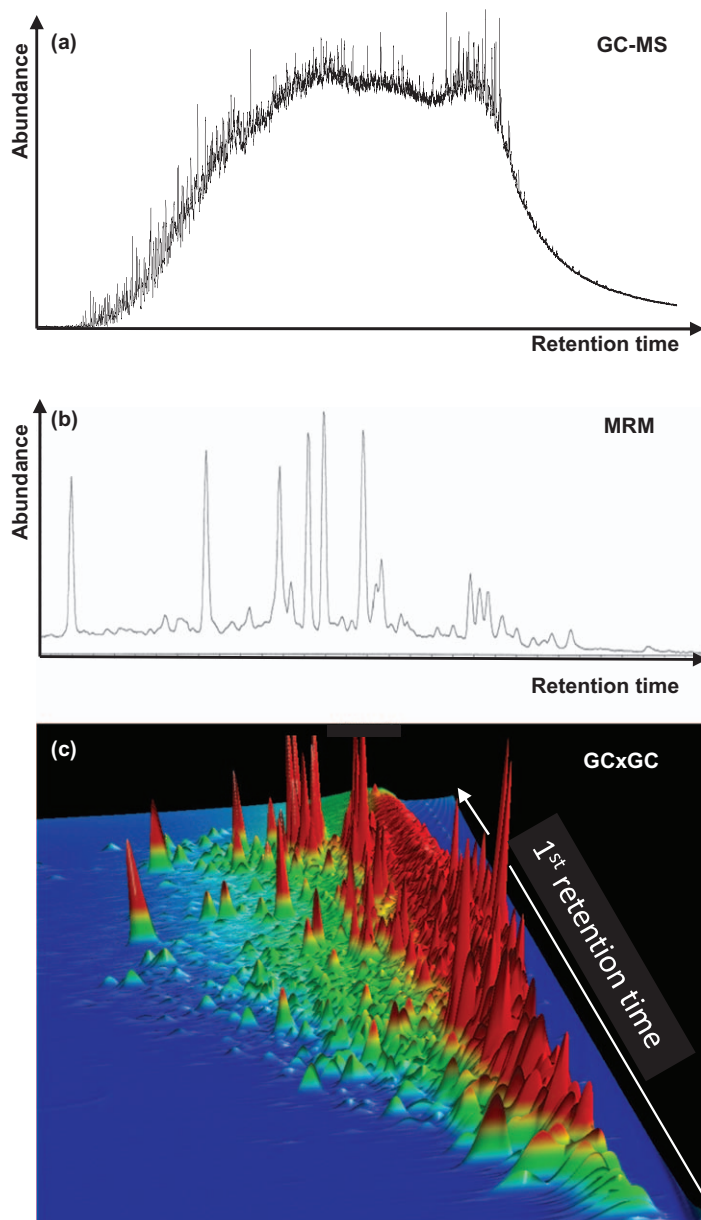 (a)
GC-MS
Abundance
Retention time
(b)
MRM
Abundance
Retention time
(c)
GCxGC
1st retention time